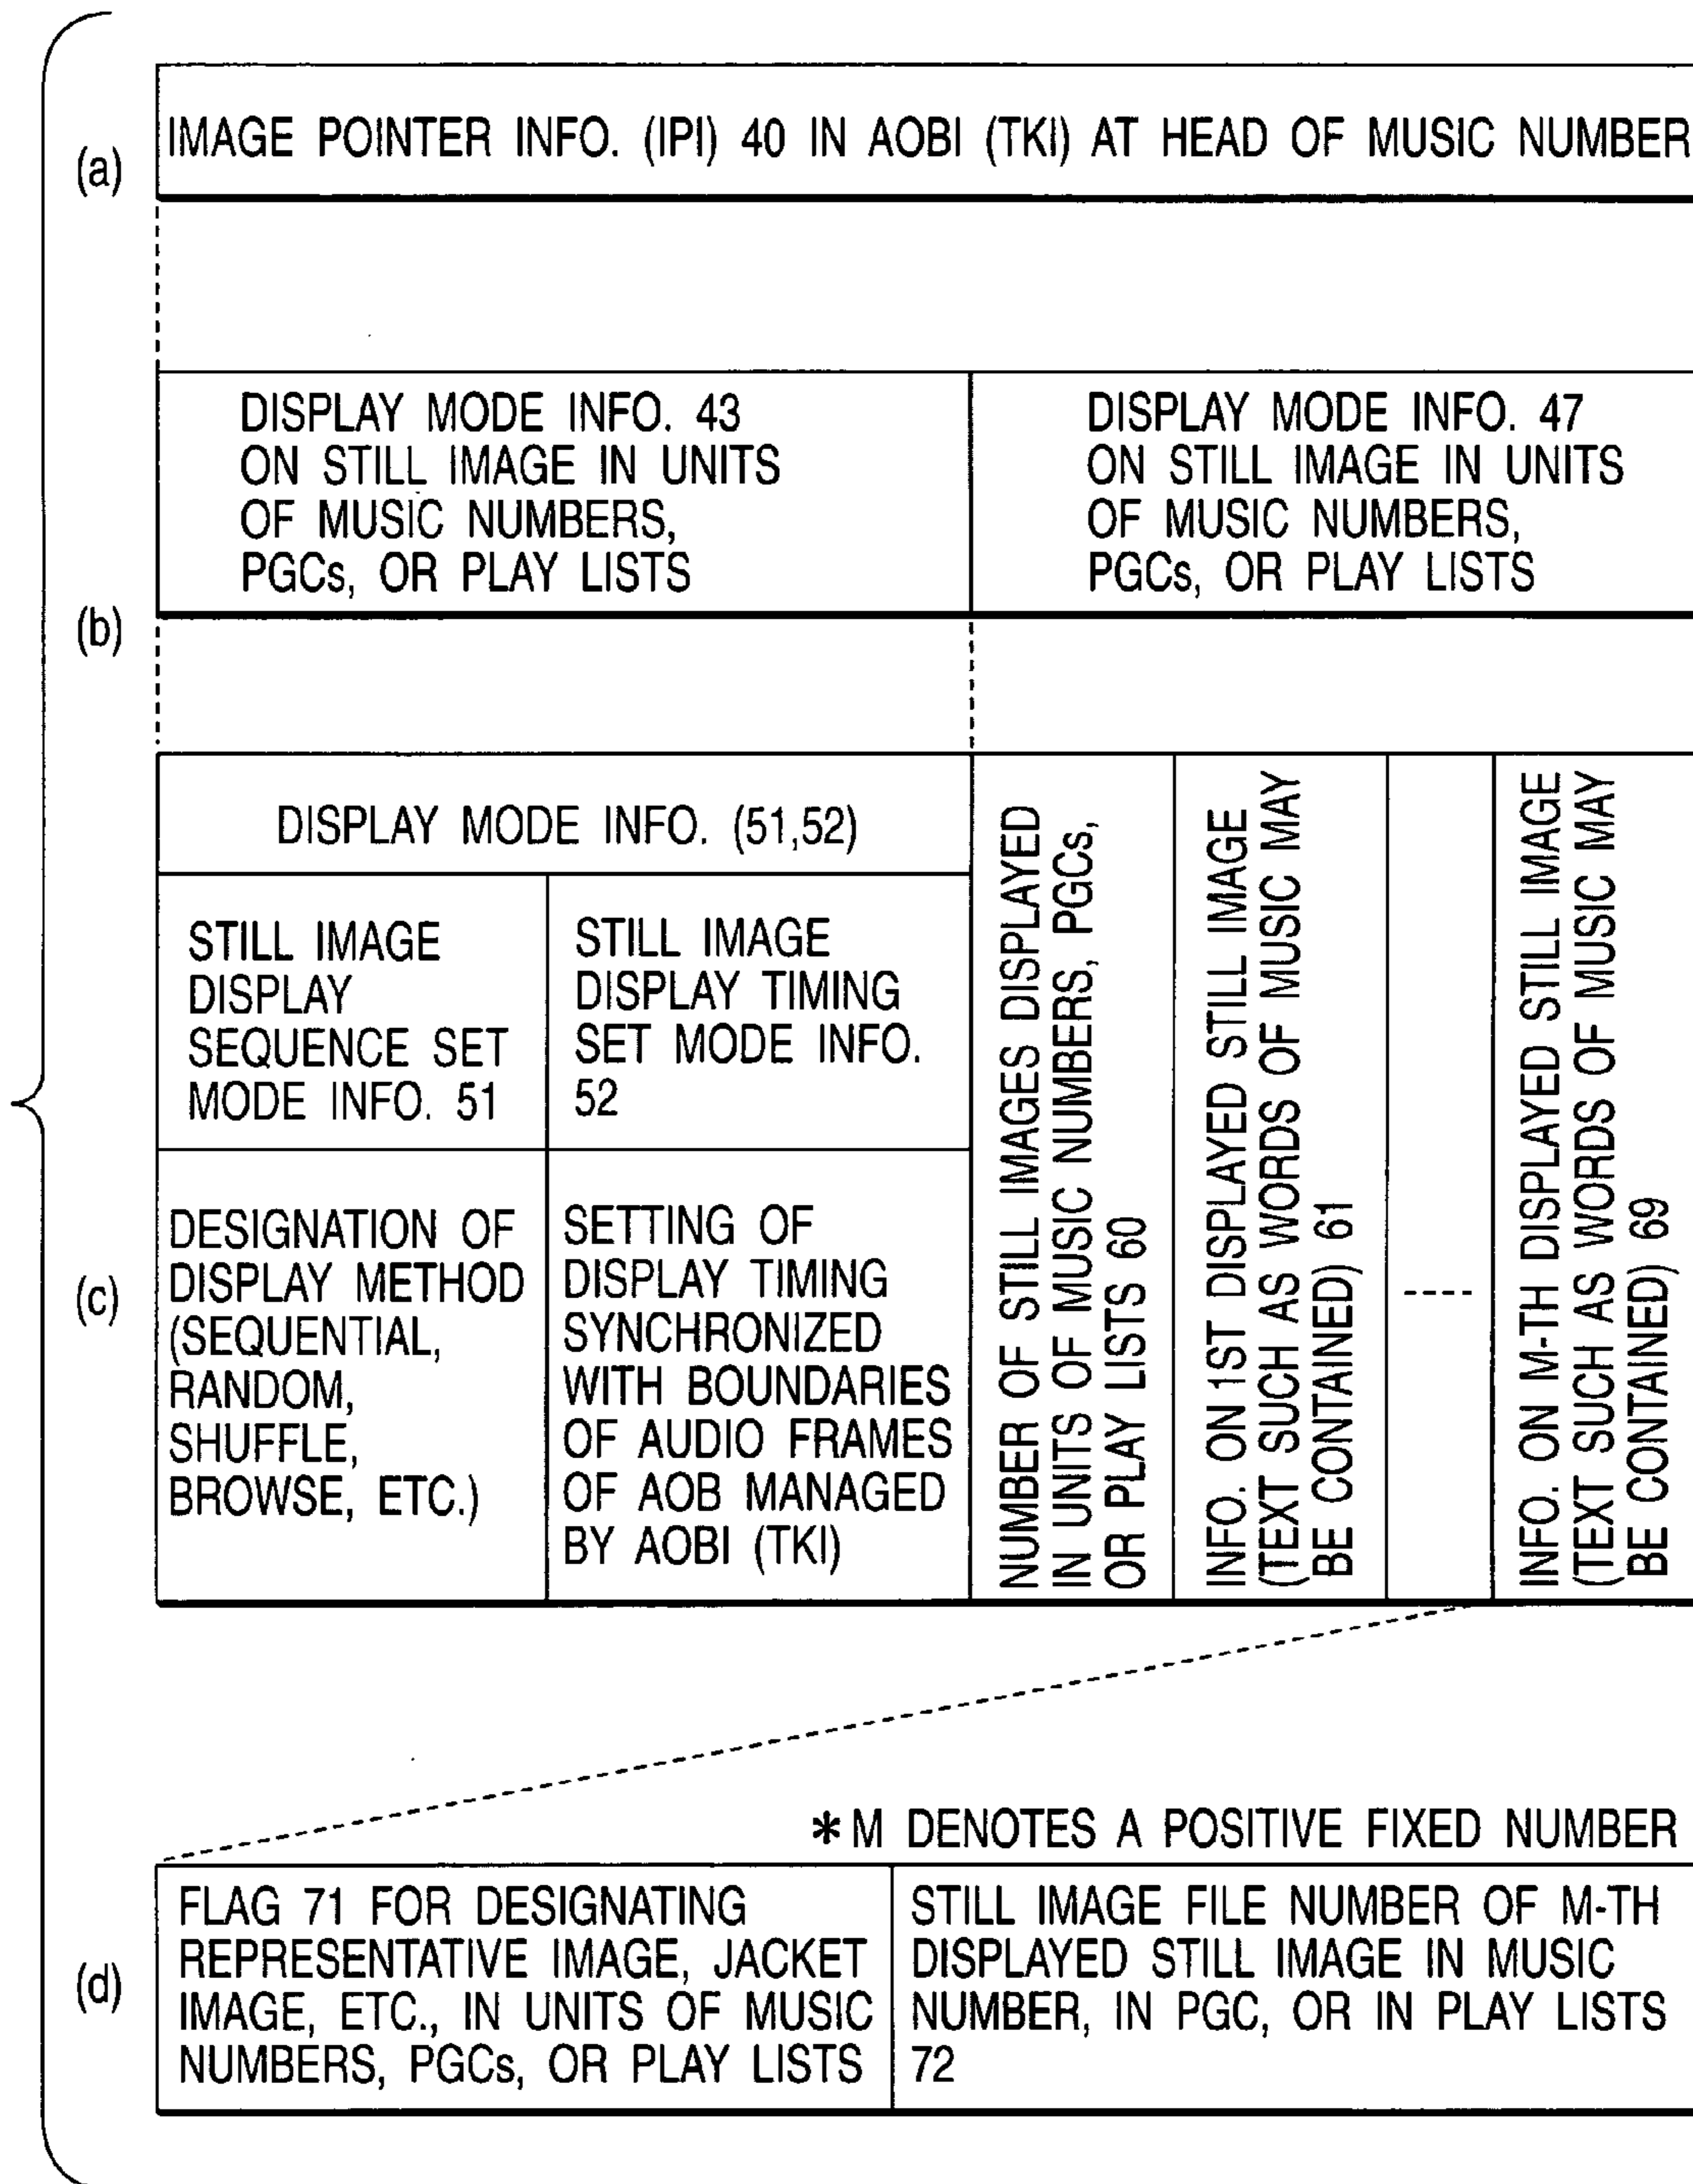 (a)
IMAGE POINTER INFO. (IPI) 40 IN AOBI (TKI) AT HEAD OF MUSIC NUMBER
(b)
DISPLAY MODE INFO. 43
ON STILL IMAGE IN UNITS
OF MUSIC NUMBERS,
PGCs, OR PLAY LISTS
DISPLAY MODE INFO. 47
ON STILL IMAGE IN UNITS
OF MUSIC NUMBERS,
PGCs, OR PLAY LISTS
(c)
DISPLAY MODE INFO. (51,52)
STILL IMAGE
DISPLAY
SEQUENCE SET
MODE INFO. 51
STILL IMAGE
DISPLAY TIMING
SET MODE INFO.
52
DESIGNATION OF
DISPLAY METHOD
(SEQUENTIAL,
RANDOM,
SHUFFLE,
BROWSE, ETC.)
SETTING OF
DISPLAY TIMING
SYNCHRONIZED
WITH BOUNDARIES
OF AUDIO FRAMES
OF AOB MANAGED
BY AOBI (TKI)
NUMBER OF STILL IMAGES DISPLAYED
IN UNITS OF MUSIC NUMBERS, PGCs,
OR PLAY LISTS 60
INFO. ON 1ST DISPLAYED STILL IMAGE
(TEXT SUCH AS WORDS OF MUSIC MAY
BE CONTAINED) 61
----
INFO. ON M-TH DISPLAYED STILL IMAGE
(TEXT SUCH AS WORDS OF MUSIC MAY
BE CONTAINED) 69
*M DENOTES A POSITIVE FIXED NUMBER
(d)
FLAG 71 FOR DESIGNATING
REPRESENTATIVE IMAGE, JACKET
IMAGE, ETC., IN UNITS OF MUSIC
NUMBERS, PGCs, OR PLAY LISTS
STILL IMAGE FILE NUMBER OF M-TH
DISPLAYED STILL IMAGE IN MUSIC
NUMBER, IN PGC, OR IN PLAY LISTS
72